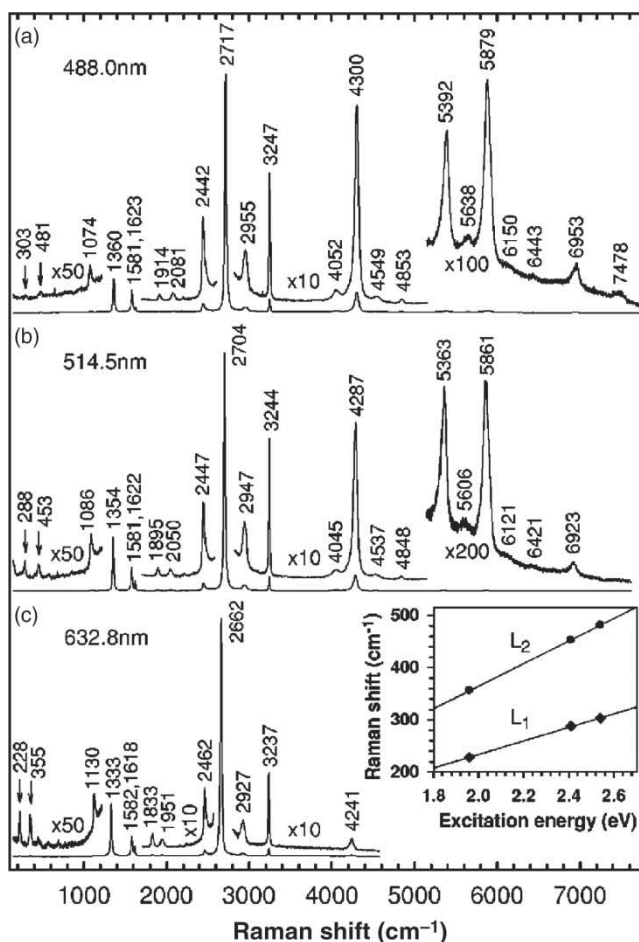 (a)
488.0nm
303
481
x50
1074
1360
1581,1623
1914
2081
2442
2717
2955
3247
x10
4052
4300
4549
4853
5392
5638
5879
x100
6150
6443
6953
7478
(b)
514.5nm
288
453
x50
1086
1354
1581,1622
1895
2050
2447
2704
2947
3244
x10
4045
4287
4537
4848
5363
5606
5861
x200
6121
6421
6923
(c)
632.8nm
228
355
x50
1130
1333
1582,1618
1833
1951
x10
2462
2662
2927
3237
x10
4241
Raman shift (cm⁻¹)
500
400
300
200
L₂
L₁
1.8 2.0 2.2 2.4 2.6
Excitation energy (eV)
1000 2000 3000 4000 5000 6000 7000
Raman shift (cm⁻¹)